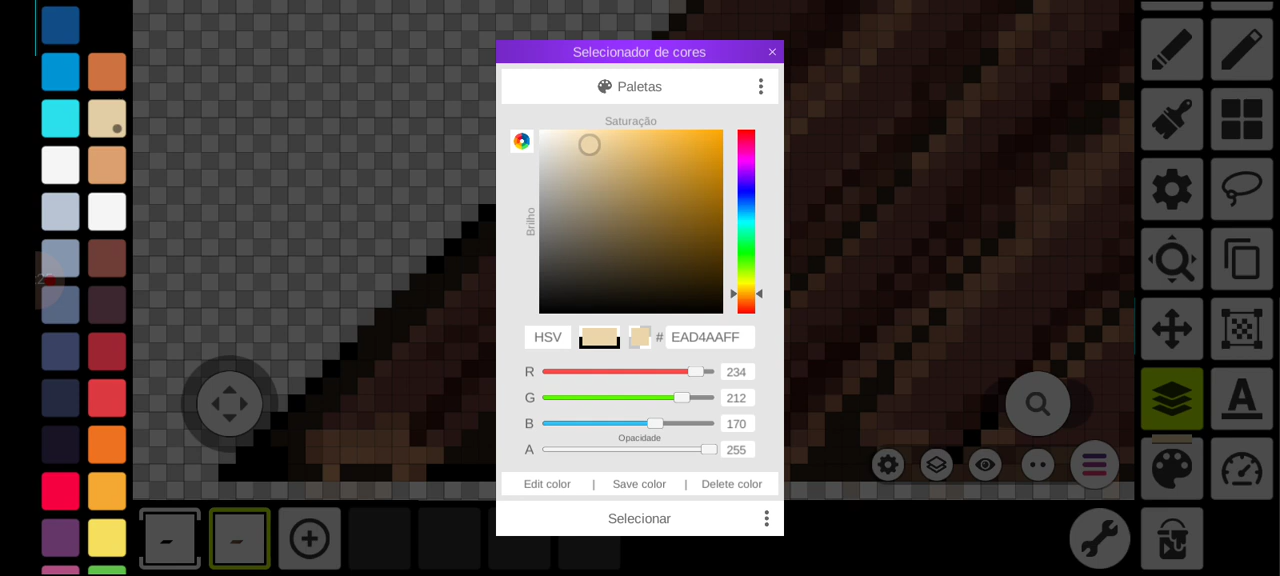 Selecionador de cores
Paletas
Saturação
Brilho
HSV # EAD4AAFF
R 234
G 212
B 170
Opacidade
A 255
Edit color | Save color | Delete color
Selecionar
A